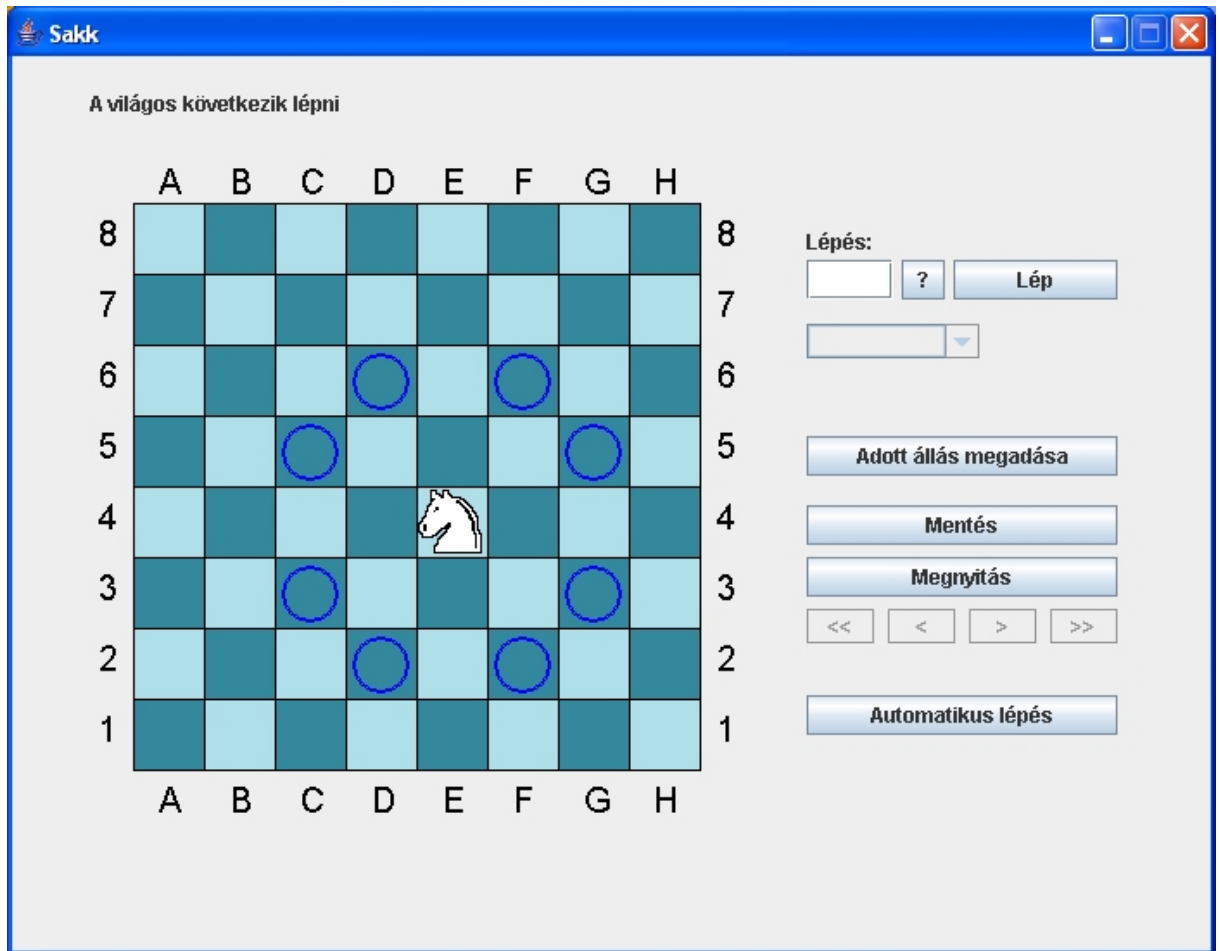 Sakk
A világos következik lépni
A B C D E F G H
8 8
7 7
6 6
5 5
4 4
3 3
2 2
1 1
A B C D E F G H
Lépés:
? Lép
Adott állás megadása
Mentés
Megnyitás
<< < > >>
Automatikus lépés